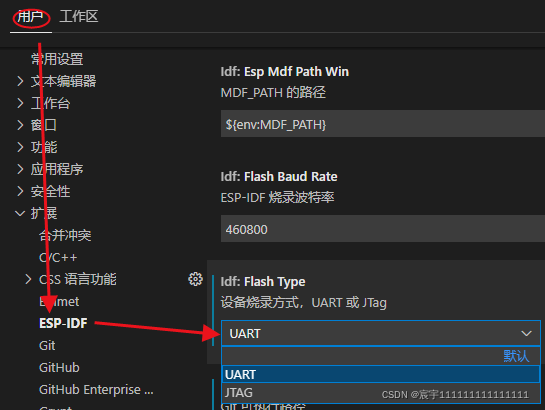 用户 工作区
常用设置
文本编辑器
工作台
窗口
功能
应用程序
安全性
扩展
合并冲突
C/C++
CSS 语言功能
Emmet
ESP-IDF
Git
GitHub
GitHub Enterprise ...
Grunt
Idf: Esp Mdf Path Win
MDF_PATH 的路径
${env:MDF_PATH}
Idf: Flash Baud Rate
ESP-IDF 烧录波特率
460800
Idf: Flash Type
设备烧录方式，UART 或 JTag
UART
默认
UART
JTAG
Git 可执行路径
CSDN @宸宇111111111111111